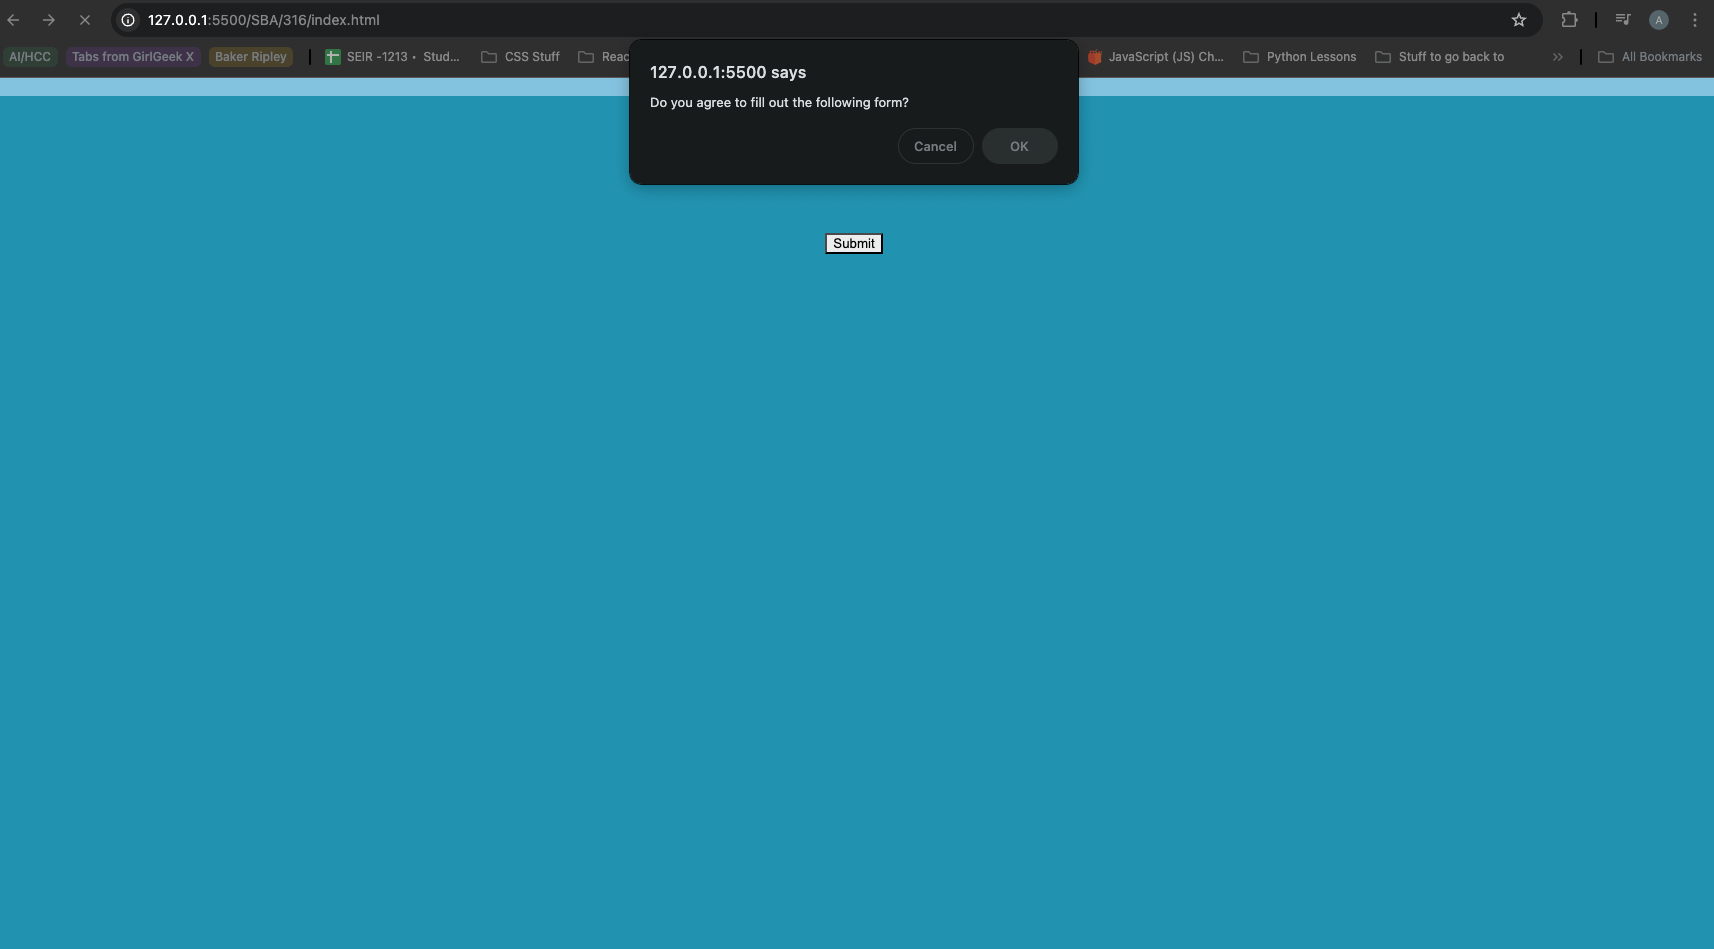 127.0.0.1:5500/SBA/316/index.html
A
AI/HCC Tabs from GirlGeek X Baker Ripley SEIR -1213 • Stud... CSS Stuff Reac JavaScript (JS) Ch... Python Lessons Stuff to go back to » All Bookmarks
127.0.0.1:5500 says
Do you agree to fill out the following form?
Cancel OK
Submit